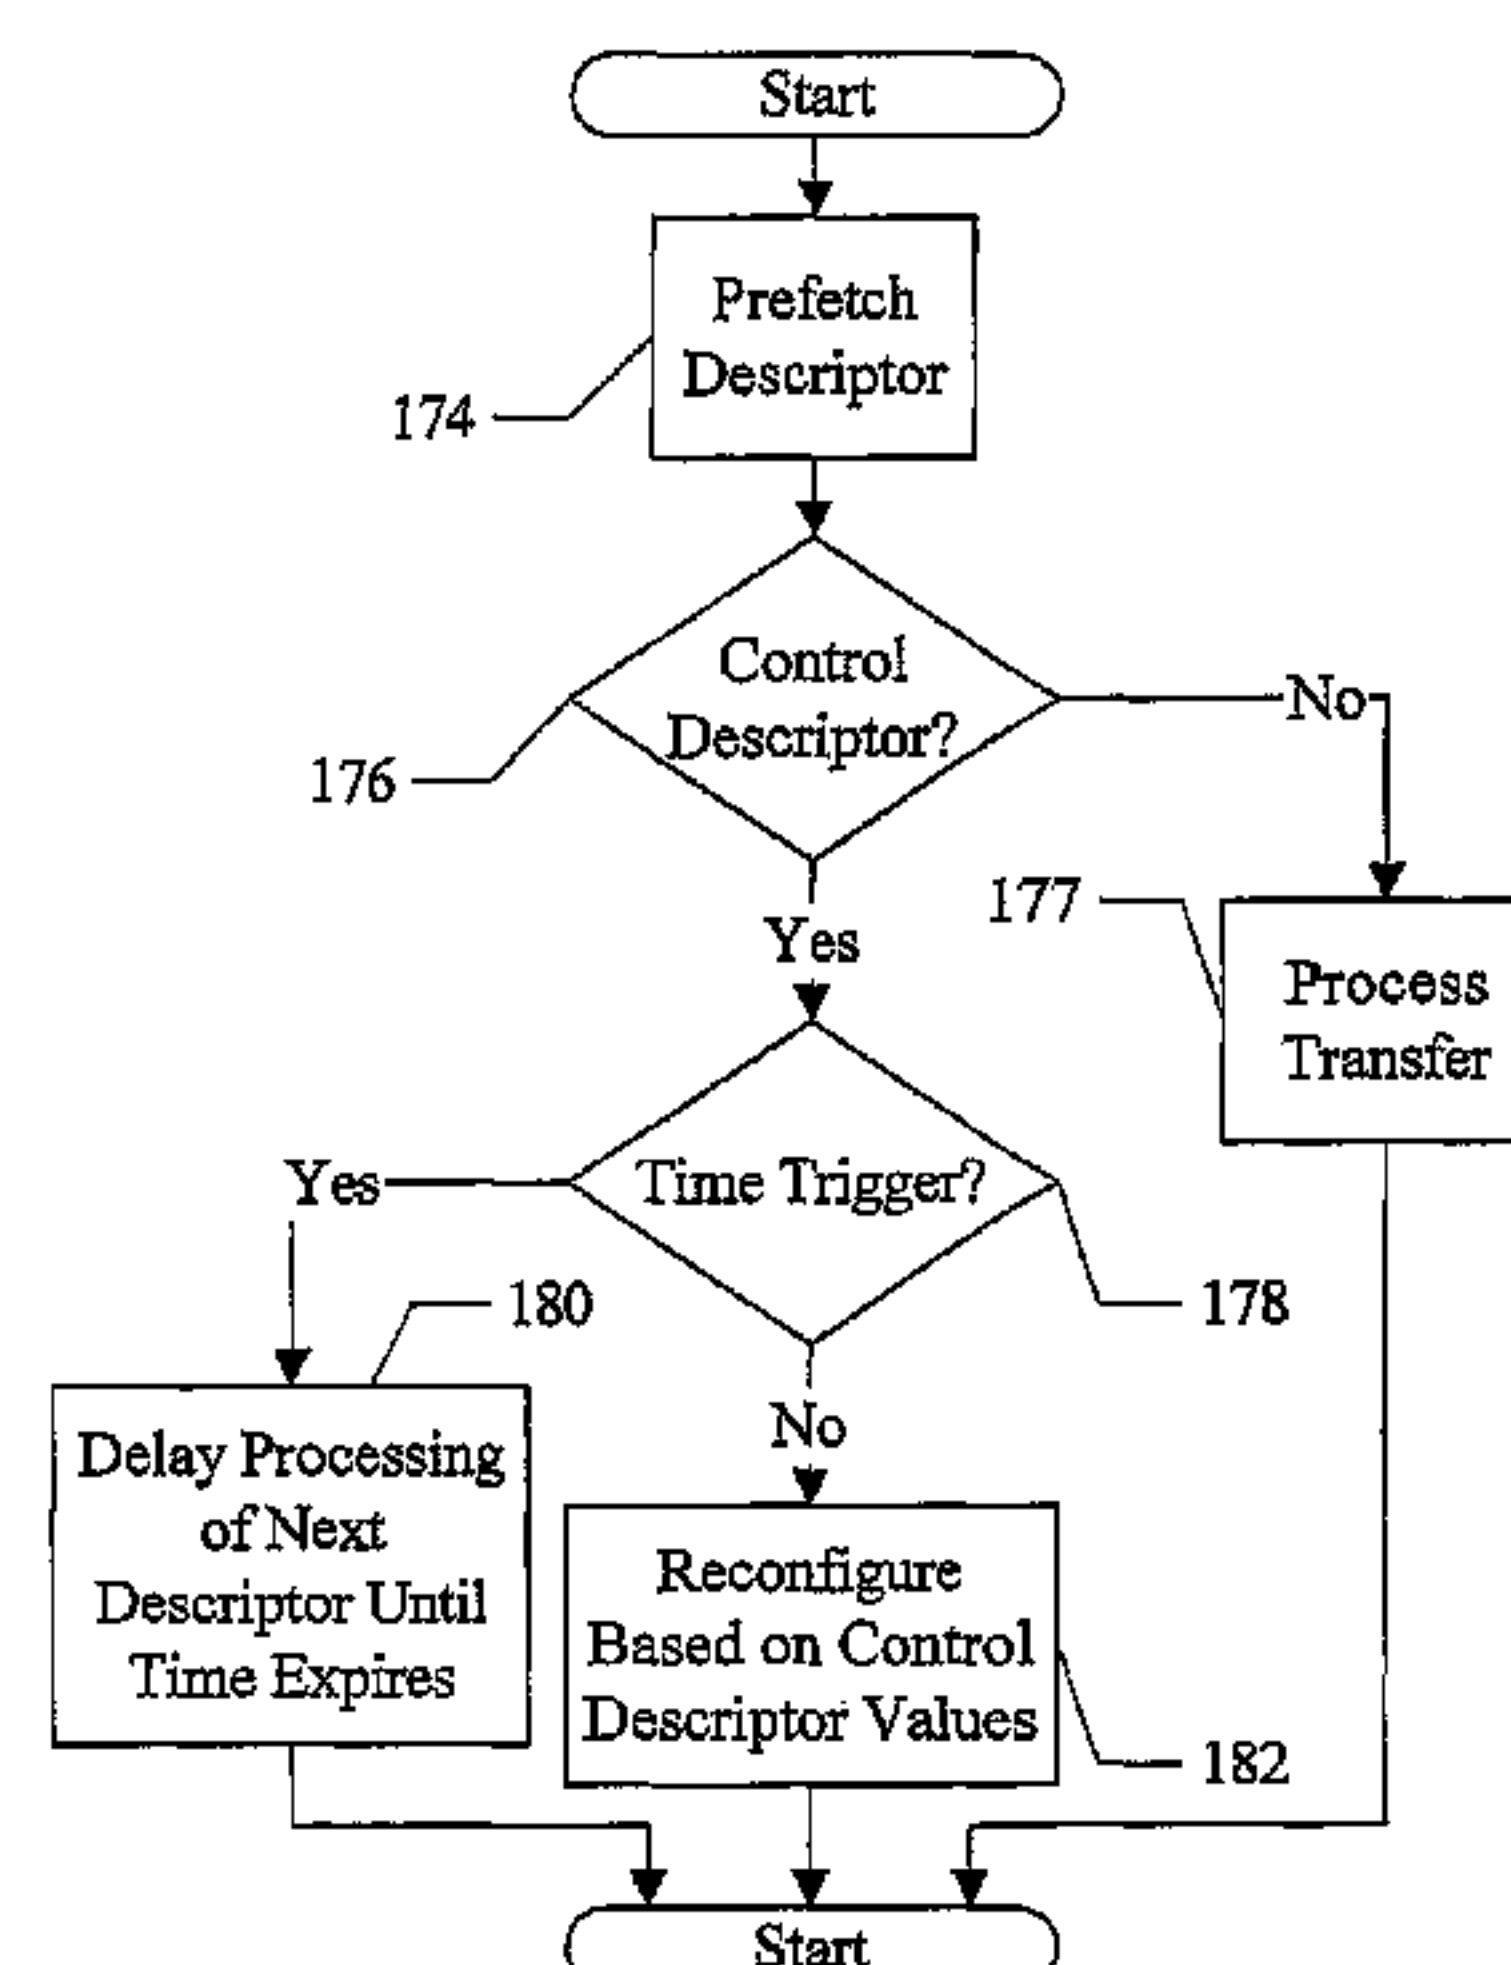 Start
Prefetch
Descriptor
174
Control
Descriptor?
No
176
177
Yes
Process
Transfer
Yes
Time Trigger?
180
178
No
Delay Processing
of Next
Descriptor Until
Time Expires
Reconfigure
Based on Control
Descriptor Values
182
Start